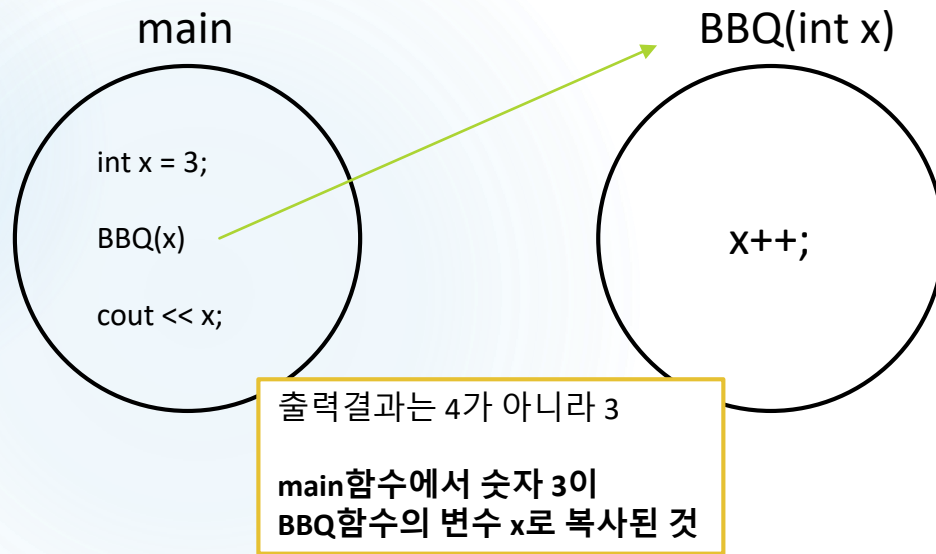 main
BBQ(int x)
int x = 3;
BBQ(x)
cout << x;
x++;
출력결과는 4가 아니라 3
main함수에서 숫자 3이
BBQ함수의 변수 x로 복사된 것